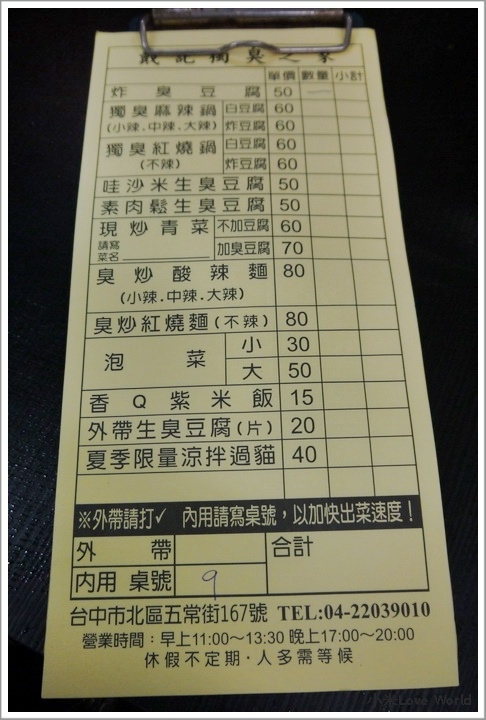 戴記獨臭之家
單價 數量 小計
炸臭豆腐 50 一
獨臭麻辣鍋 白豆腐 60
(小辣.中辣.大辣) 炸豆腐 60
獨臭紅燒鍋 白豆腐 60
(不辣) 炸豆腐 60
哇沙米生臭豆腐 50
素肉鬆生臭豆腐 50
現炒青菜 不加豆腐 60
請寫菜名 加臭豆腐 70
臭炒酸辣麵 80
(小辣.中辣.大辣)
臭炒紅燒麵(不辣) 80
泡菜 小 30
大 50
香Q紫米飯 15
外帶生臭豆腐(片) 20
夏季限量涼拌過貓 40
※外帶請打✓ 內用請寫桌號，以加快出菜速度！
外帶 合計
內用 桌號 9
台中市北區五常街167號 TEL:04-22039010
營業時間：早上11:00～13:30 晚上17:00～20:00
休假不定期．人多需等候
Love World